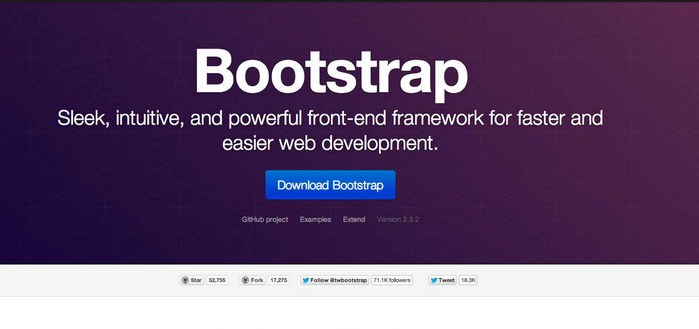 Bootstrap
Sleek, intuitive, and powerful front-end framework for faster and
easier web development.
Download Bootstrap
GitHub project Examples Extend Version 2.3.2
Star 52,755 Fork 17,275 Follow @twbootstrap 71.1K followers Tweet 18.3K